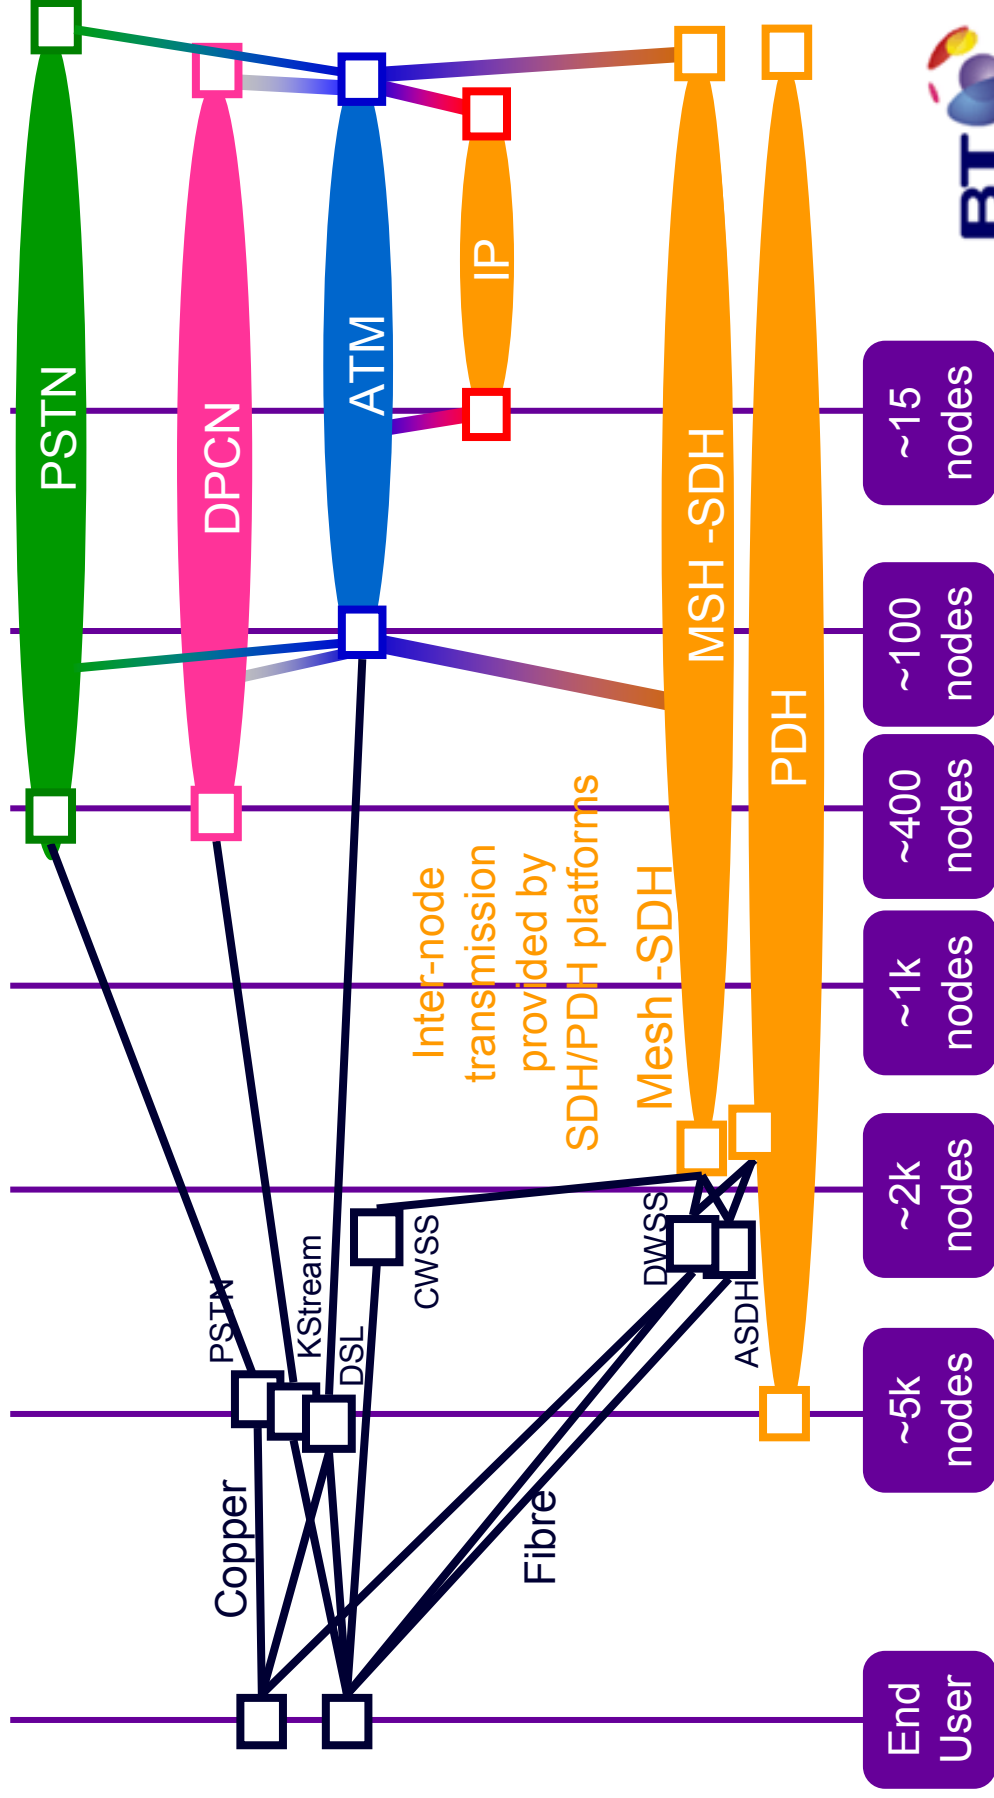 PSTN
DPCN
ATM
IP
MSH -SDH
PDH
Inter-node
transmission
provided by
SDH/PDH platforms
Mesh -SDH
PSTN
KStream
DSL
CWSS
DWSS
ASDH
Copper
Fibre
End
User
~5k
nodes
~2k
nodes
~1k
nodes
~400
nodes
~100
nodes
~15
nodes
BT